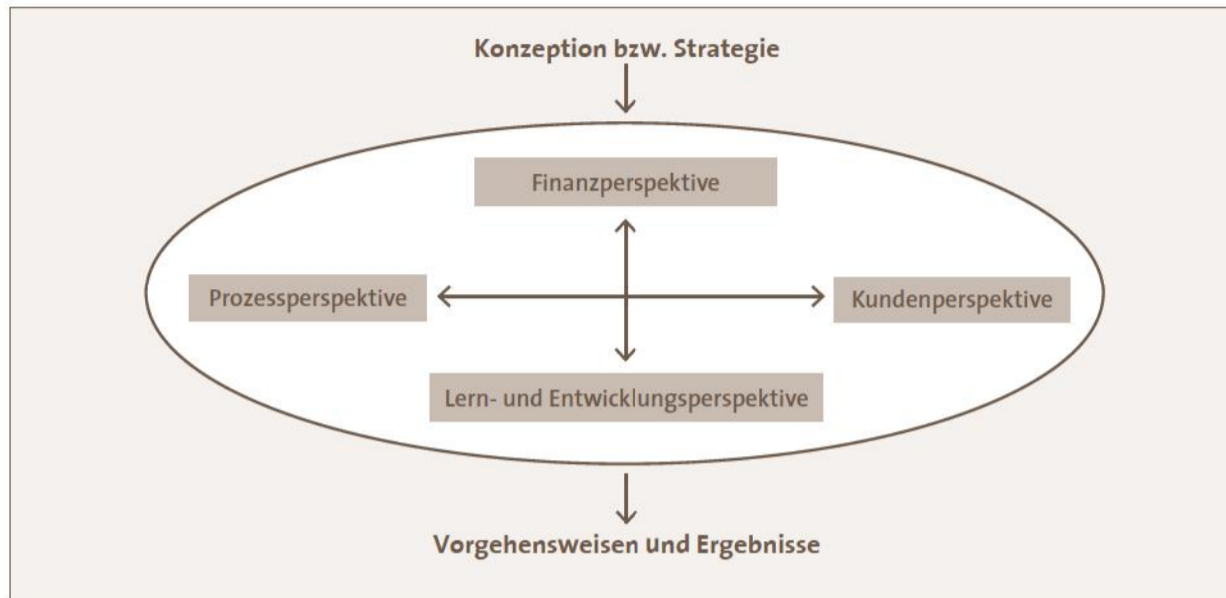 Konzeption bzw. Strategie
Finanzperspektive
Prozessperspektive
Kundenperspektive
Lern- und Entwicklungsperspektive
Vorgehensweisen und Ergebnisse